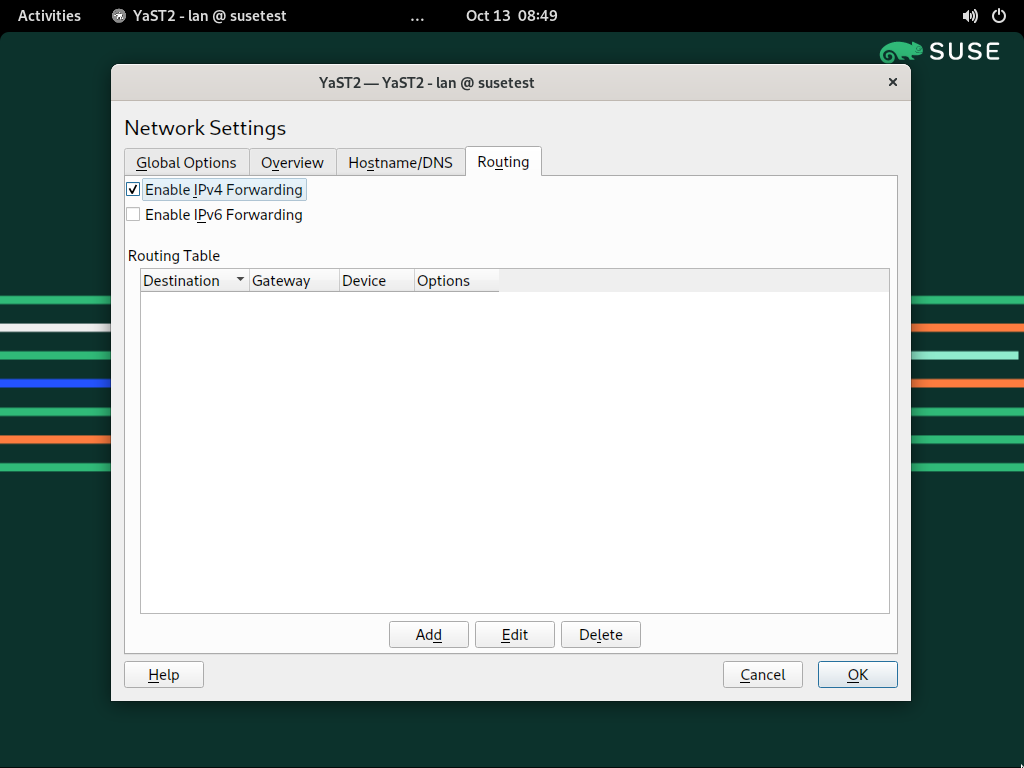 Activities YaST2 - lan @ susetest ... Oct 13 08:49
SUSE
YaST2 — YaST2 - lan @ susetest ×
Network Settings
Global Options Overview Hostname/DNS Routing
Enable IPv4 Forwarding
Enable IPv6 Forwarding
Routing Table
Destination Gateway Device Options
Add Edit Delete
Help Cancel OK